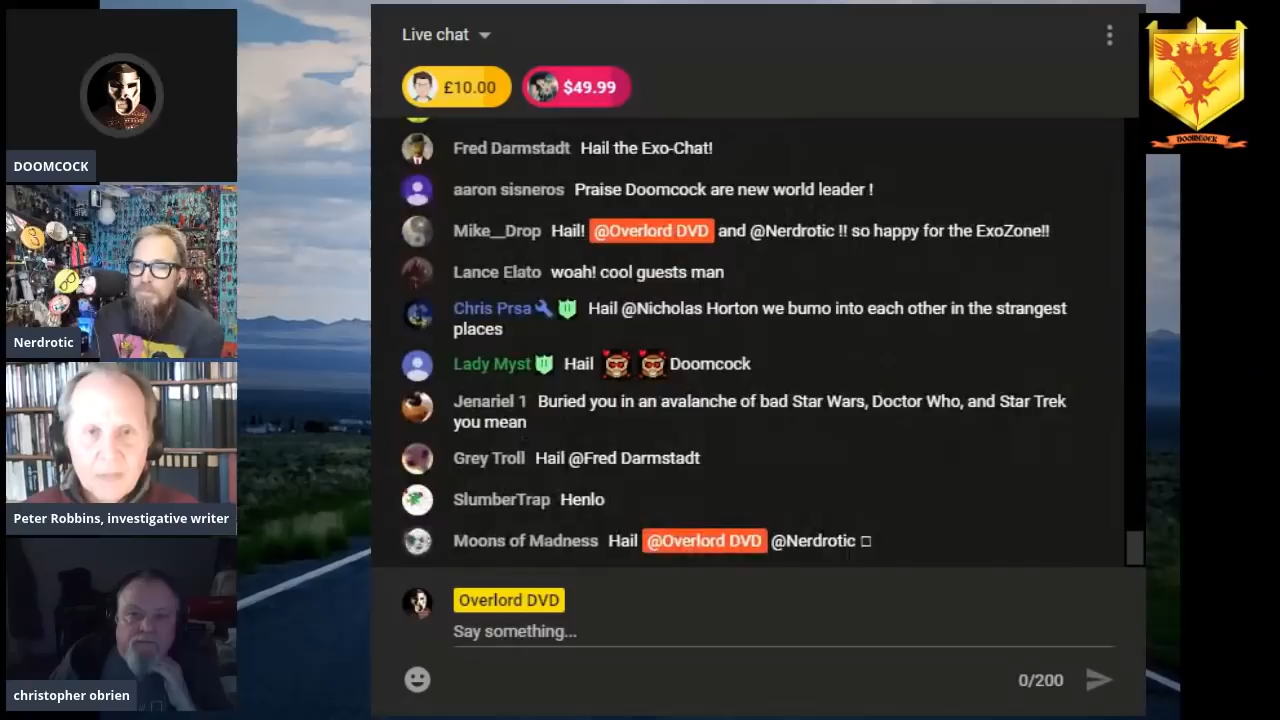 DOOMCOCK
Nerdrotic
Peter Robbins, investigative writer
christopher obrien
Live chat
£10.00 $49.99
Fred Darmstadt Hail the Exo-Chat!
aaron sisneros Praise Doomcock are new world leader !
Mike__Drop Hail! @Overlord DVD and @Nerdrotic !! so happy for the ExoZone!!
Lance Elato woah! cool guests man
Chris Prsa Hail @Nicholas Horton we bumo into each other in the strangest
places
Lady Myst Hail Doomcock
Jenariel 1 Buried you in an avalanche of bad Star Wars, Doctor Who, and Star Trek
you mean
Grey Troll Hail @Fred Darmstadt
SlumberTrap Henlo
Moons of Madness Hail @Overlord DVD @Nerdrotic □
Overlord DVD
Say something...
0/200
DOOMCOCK